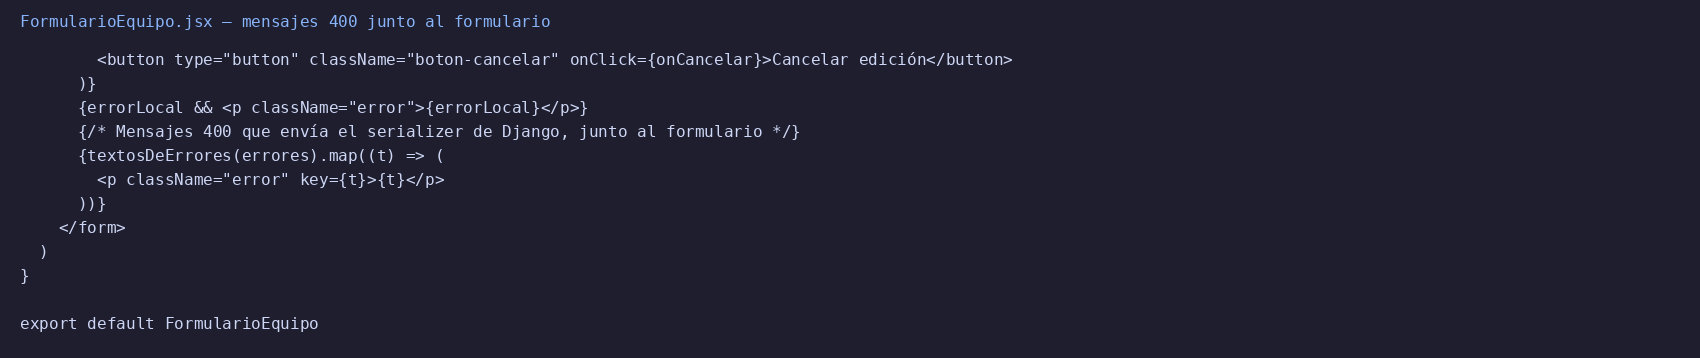 FormularioEquipo.jsx — mensajes 400 junto al formulario
        <button type="button" className="boton-cancelar" onClick={onCancelar}>Cancelar edición</button>
      )}
      {errorLocal && <p className="error">{errorLocal}</p>}
      {/* Mensajes 400 que envía el serializer de Django, junto al formulario */}
      {textosDeErrores(errores).map((t) => (
        <p className="error" key={t}>{t}</p>
      ))}
    </form>
  )
}
export default FormularioEquipo